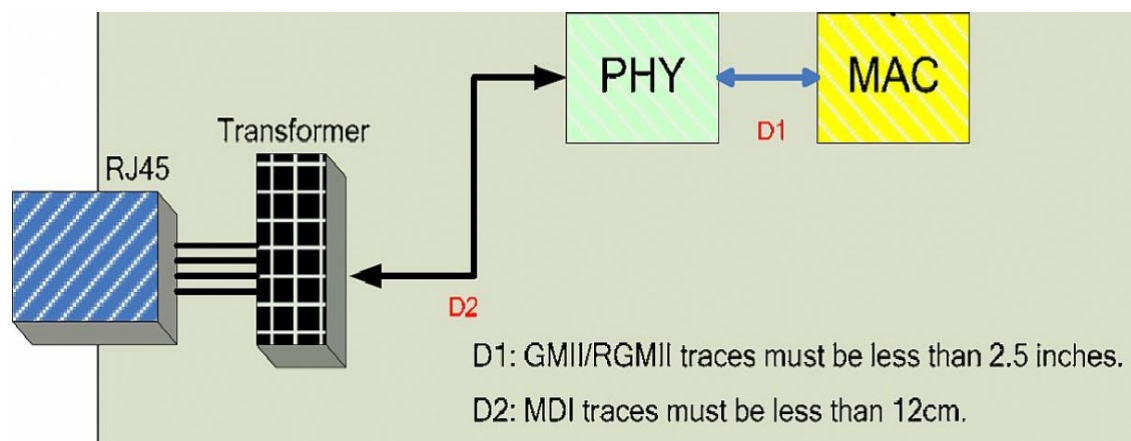 PHY
MAC
D1
Transformer
RJ45
D2
D1: GMII/RGMII traces must be less than 2.5 inches.
D2: MDI traces must be less than 12cm.